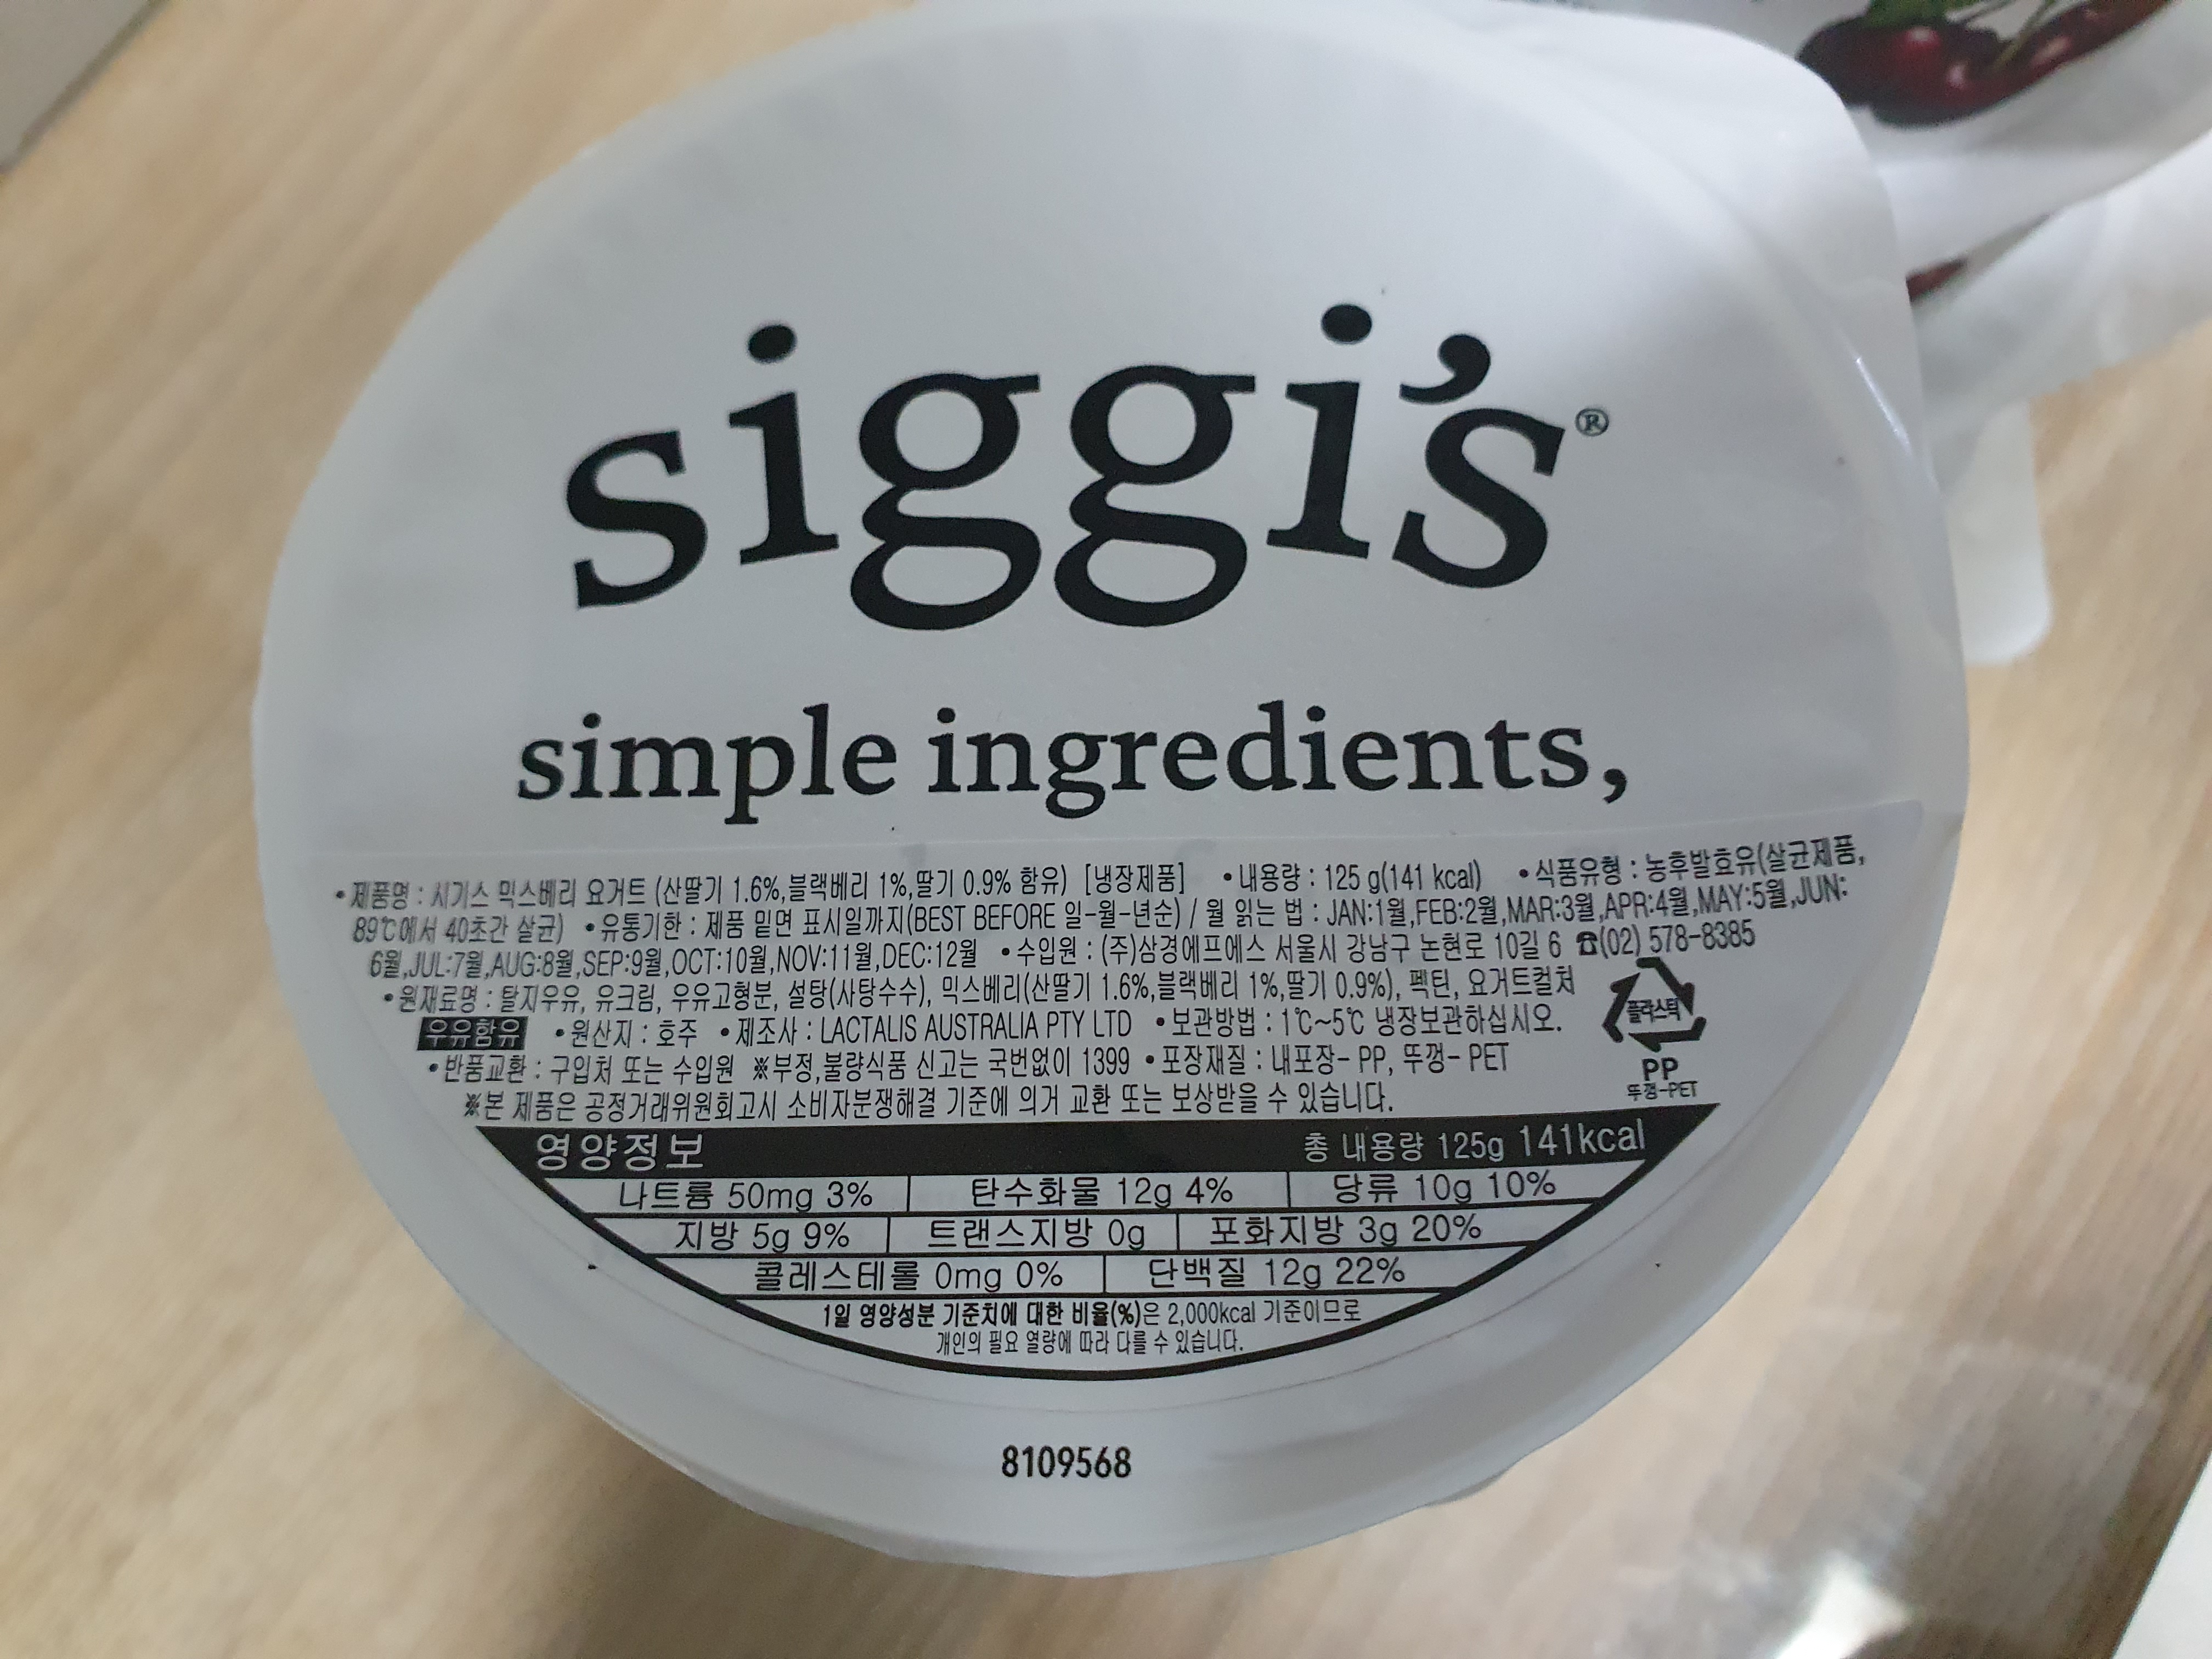 siggi's®
simple ingredients,
•제품명 : 시기스 믹스베리 요거트 (산딸기 1.6%,블랙베리 1%,딸기 0.9% 함유) [냉장제품] •내용량 : 125 g(141 kcal) •식품유형 : 농후발효유(살균제품,
89℃에서 40초간 살균) •유통기한 : 제품 밑면 표시일까지(BEST BEFORE 일-월-년순) / 월 읽는 법 : JAN:1월,FEB:2월,MAR:3월,APR:4월,MAY:5월,JUN:
6월,JUL:7월,AUG:8월,SEP:9월,OCT:10월,NOV:11월,DEC:12월 •수입원 : (주)삼경에프에스 서울시 강남구 논현로 10길 6 ☎(02) 578-8385
•원재료명 : 탈지우유, 유크림, 우유고형분, 설탕(사탕수수), 믹스베리(산딸기 1.6%,블랙베리 1%,딸기 0.9%), 펙틴, 요거트컬처
우유함유 •원산지 : 호주 •제조사 : LACTALIS AUSTRALIA PTY LTD •보관방법 : 1℃~5℃ 냉장보관하십시오.
•반품교환 : 구입처 또는 수입원 ※부정,불량식품 신고는 국번없이 1399 •포장재질 : 내포장- PP, 뚜껑- PET
※본 제품은 공정거래위원회고시 소비자분쟁해결 기준에 의거 교환 또는 보상받을 수 있습니다.
플라스틱
PP
뚜껑-PET
영양정보 총 내용량 125g 141kcal
나트륨 50mg 3% 탄수화물 12g 4% 당류 10g 10%
지방 5g 9% 트랜스지방 0g 포화지방 3g 20%
콜레스테롤 0mg 0% 단백질 12g 22%
1일 영양성분 기준치에 대한 비율(%)은 2,000kcal 기준이므로
개인의 필요 열량에 따라 다를 수 있습니다.
8109568